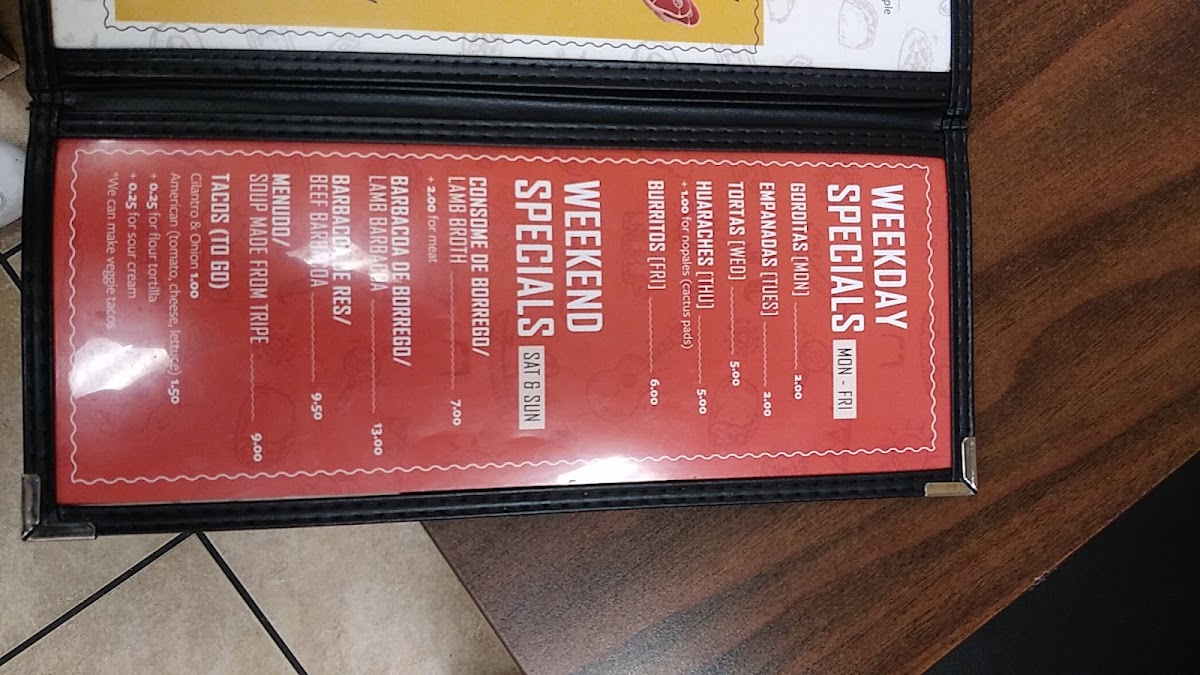 WEEKDAY
SPECIALS MON - FRI
GORDITAS [MON] 2.00
EMPANADAS [TUES] 2.00
TORTAS [WED] 5.00
HUARACHES [THU] 5.00
+ 1.00 for nopales (cactus pads)
BURRITOS [FRI] 6.00
WEEKEND
SPECIALS SAT & SUN
CONSOME DE BORREGO/
LAMB BROTH 7.00
+ 2.00 for meat
BARBACOA DE BORREGO/
LAMB BARBACOA 13.00
BARBACOA DE RES/
BEEF BARBACOA 9.50
MENUDO/
SOUP MADE FROM TRIPE 9.00
TACOS (TO GO)
Cilantro & Onion 1.00
American (tomato, cheese, lettuce) 1.50
+ 0.25 for flour tortilla
+ 0.25 for sour cream
*We can make veggie tacos